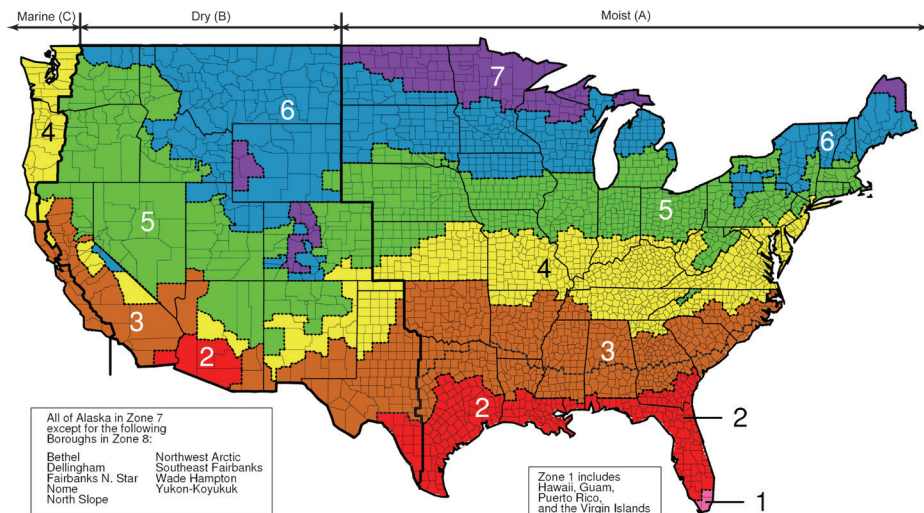 Marine (C) Dry (B) Moist (A)
7
6
4
6
5
5
4
3
3
2
2
2
1
All of Alaska in Zone 7
except for the following
Boroughs in Zone 8:
Bethel Northwest Arctic
Dellingham Southeast Fairbanks
Fairbanks N. Star Wade Hampton
Nome Yukon-Koyukuk
North Slope
Zone 1 includes
Hawaii, Guam,
Puerto Rico,
and the Virgin Islands